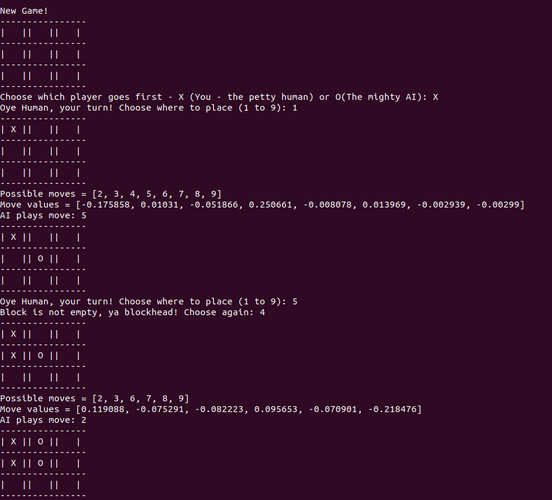 New Game!
----------------
|   ||   ||   |
----------------
|   ||   ||   |
----------------
|   ||   ||   |
----------------
Choose which player goes first - X (You - the petty human) or O(The mighty AI): X
Oye Human, your turn! Choose where to place (1 to 9): 1
----------------
| X ||   ||   |
----------------
|   ||   ||   |
----------------
|   ||   ||   |
----------------
Possible moves = [2, 3, 4, 5, 6, 7, 8, 9]
Move values = [-0.175858, 0.01031, -0.051866, 0.250661, -0.008078, 0.013969, -0.002939, -0.00299]
AI plays move: 5
----------------
| X ||   ||   |
----------------
|   || O ||   |
----------------
|   ||   ||   |
----------------
Oye Human, your turn! Choose where to place (1 to 9): 5
Block is not empty, ya blockhead! Choose again: 4
----------------
| X ||   ||   |
----------------
| X || O ||   |
----------------
|   ||   ||   |
----------------
Possible moves = [2, 3, 6, 7, 8, 9]
Move values = [0.119088, -0.075291, -0.082223, 0.095653, -0.070901, -0.218476]
AI plays move: 2
----------------
| X || O ||   |
----------------
| X || O ||   |
----------------
|   ||   ||   |
----------------